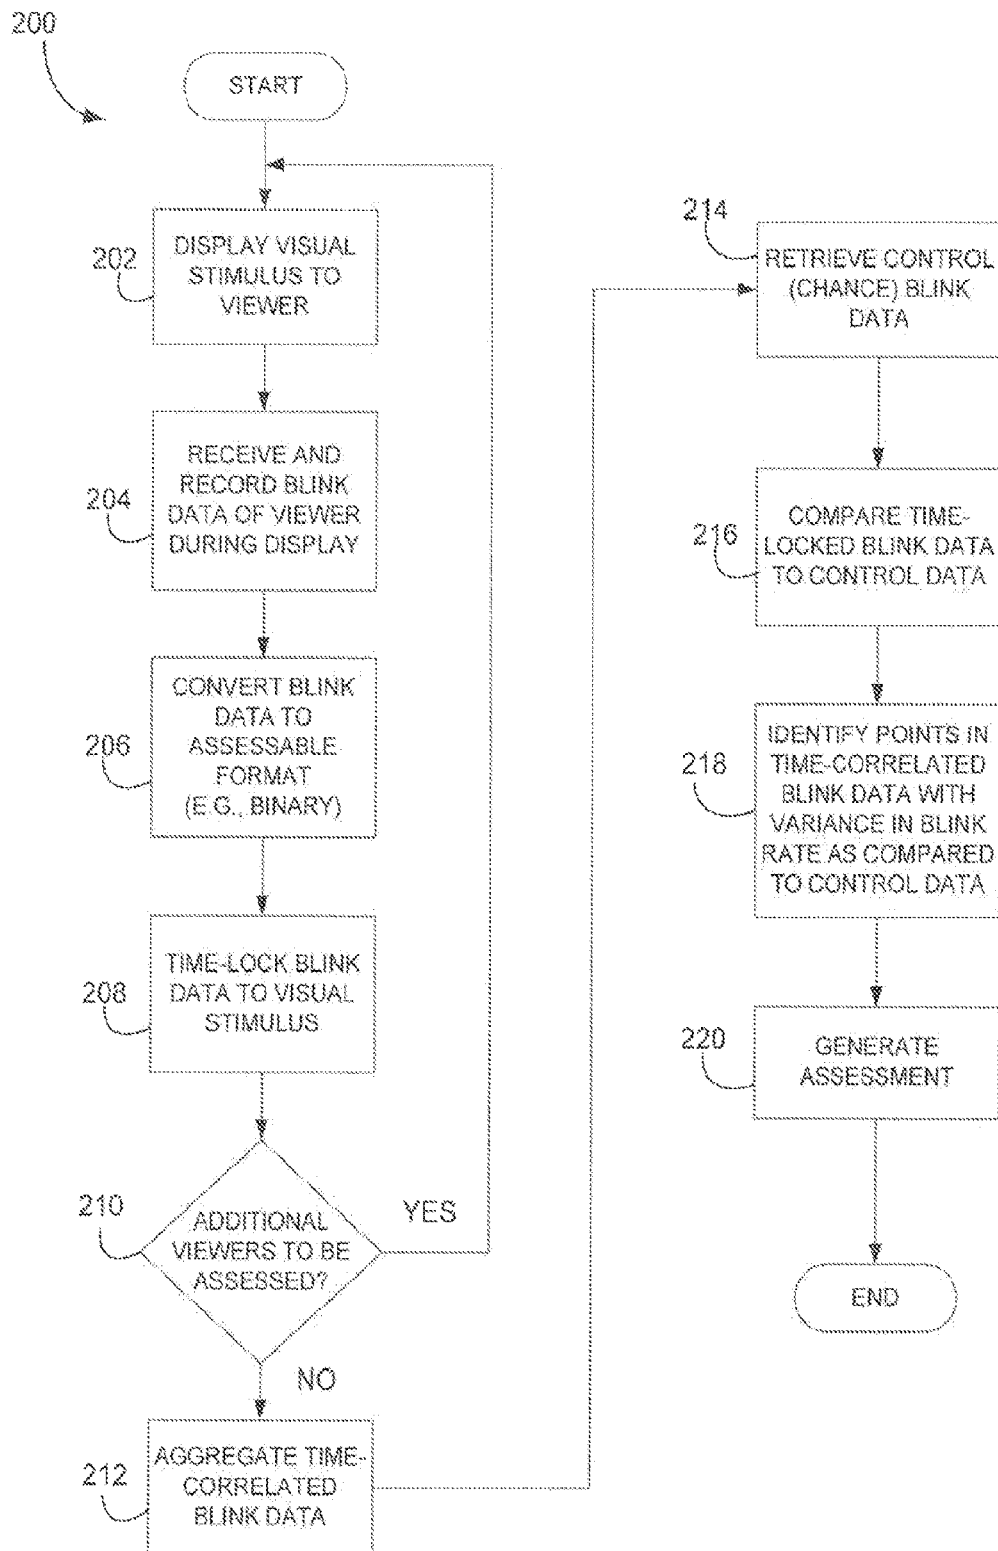 200
START
202
DISPLAY VISUAL
STIMULUS TO
VIEWER
204
RECEIVE AND
RECORD BLINK
DATA OF VIEWER
DURING DISPLAY
206
CONVERT BLINK
DATA TO
ASSESSABLE
FORMAT
(E.G., BINARY)
208
TIME-LOCK BLINK
DATA TO VISUAL
STIMULUS
210
ADDITIONAL
VIEWERS TO BE
ASSESSED?
YES
NO
212
AGGREGATE TIME-
CORRELATED
BLINK DATA
214
RETRIEVE CONTROL
(CHANCE) BLINK
DATA
216
COMPARE TIME-
LOCKED BLINK DATA
TO CONTROL DATA
218
IDENTIFY POINTS IN
TIME-CORRELATED
BLINK DATA WITH
VARIANCE IN BLINK
RATE AS COMPARED
TO CONTROL DATA
220
GENERATE
ASSESSMENT
END